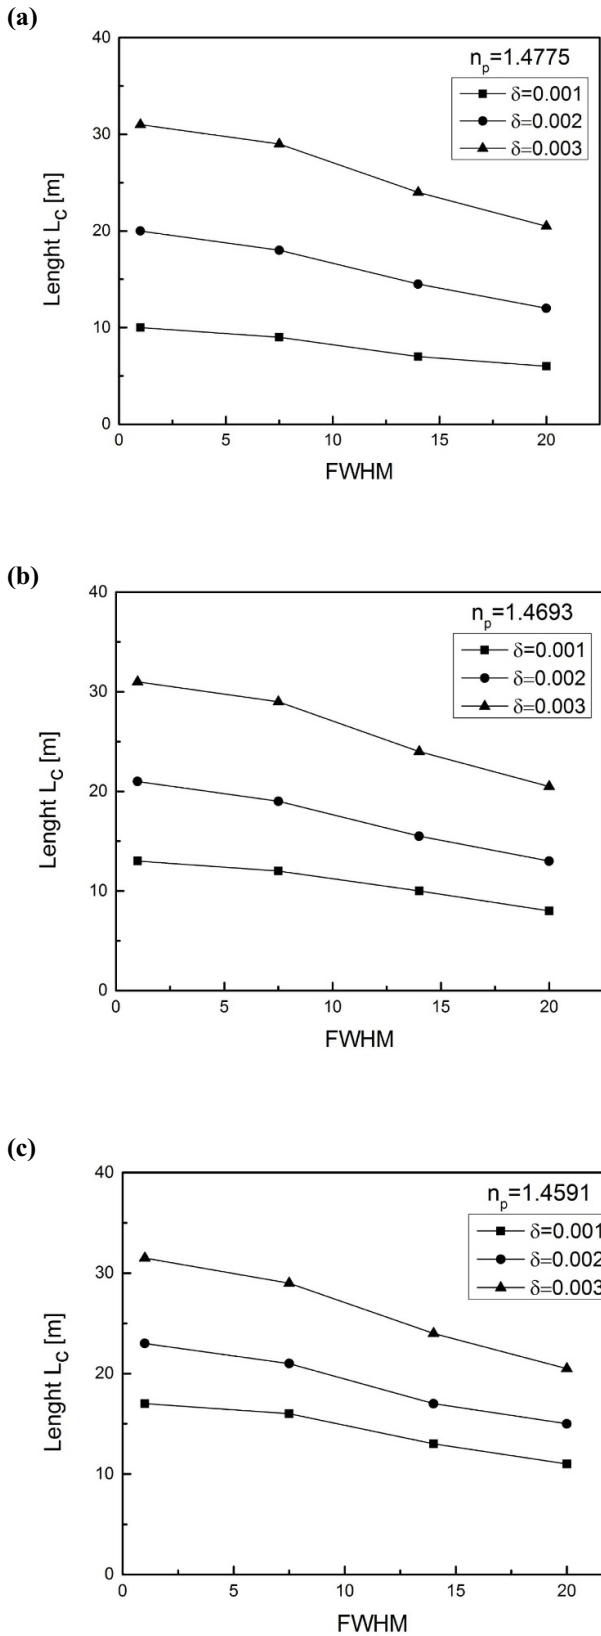 (a)
40
30
20
10
0
Lenght L_C [m]
n_p=1.4775
δ=0.001
δ=0.002
δ=0.003
0 5 10 15 20
FWHM
(b)
40
30
20
10
0
Lenght L_C [m]
n_p=1.4693
δ=0.001
δ=0.002
δ=0.003
0 5 10 15 20
FWHM
(c)
40
30
20
10
0
Lenght L_C [m]
n_p=1.4591
δ=0.001
δ=0.002
δ=0.003
0 5 10 15 20
FWHM